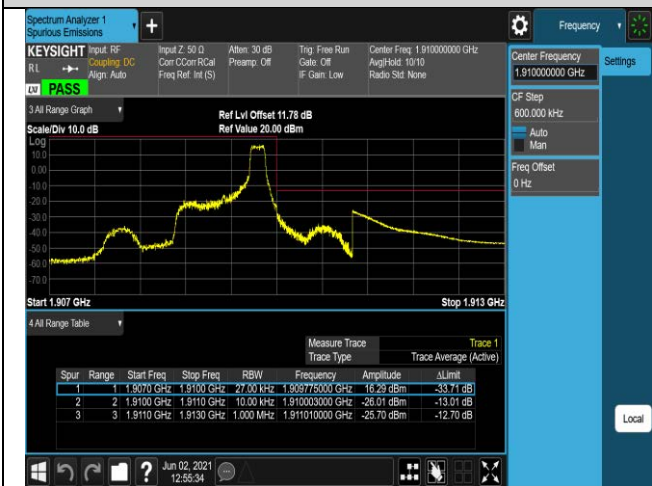 Spectrum Analyzer 1
Spurious Emissions
+
Frequency
KEYSIGHT Input: RF Input Z: 50 Ω Atten: 30 dB Trig: Free Run Center Freq: 1.910000000 GHz
RL Coupling: DC Corr CCorr RCal Preamp: Off Gate: Off Avg|Hold: 10/10
Align: Auto Freq Ref: Int (S) IF Gain: Low Radio Std: None
LXI PASS
Center Frequency
1.910000000 GHz
Settings
CF Step
600.000 kHz
Auto
Man
Freq Offset
0 Hz
3 All Range Graph
Ref Lvl Offset 11.78 dB
Scale/Div 10.0 dB Ref Value 20.00 dBm
Log
10.0
0.00
-10.0
-20.0
-30.0
-40.0
-50.0
-60.0
-70.0
Start 1.907 GHz Stop 1.913 GHz
4 All Range Table
Measure Trace Trace 1
Trace Type Trace Average (Active)
Spur Range Start Freq Stop Freq RBW Frequency Amplitude ΔLimit
1 1 1.9070 GHz 1.9100 GHz 27.00 kHz 1.909775000 GHz 16.29 dBm -33.71 dB
2 2 1.9100 GHz 1.9110 GHz 10.00 kHz 1.910003000 GHz -26.01 dBm -13.01 dB
3 3 1.9110 GHz 1.9130 GHz 1.000 MHz 1.911010000 GHz -25.70 dBm -12.70 dB
Local
? Jun 02, 2021
12:55:34